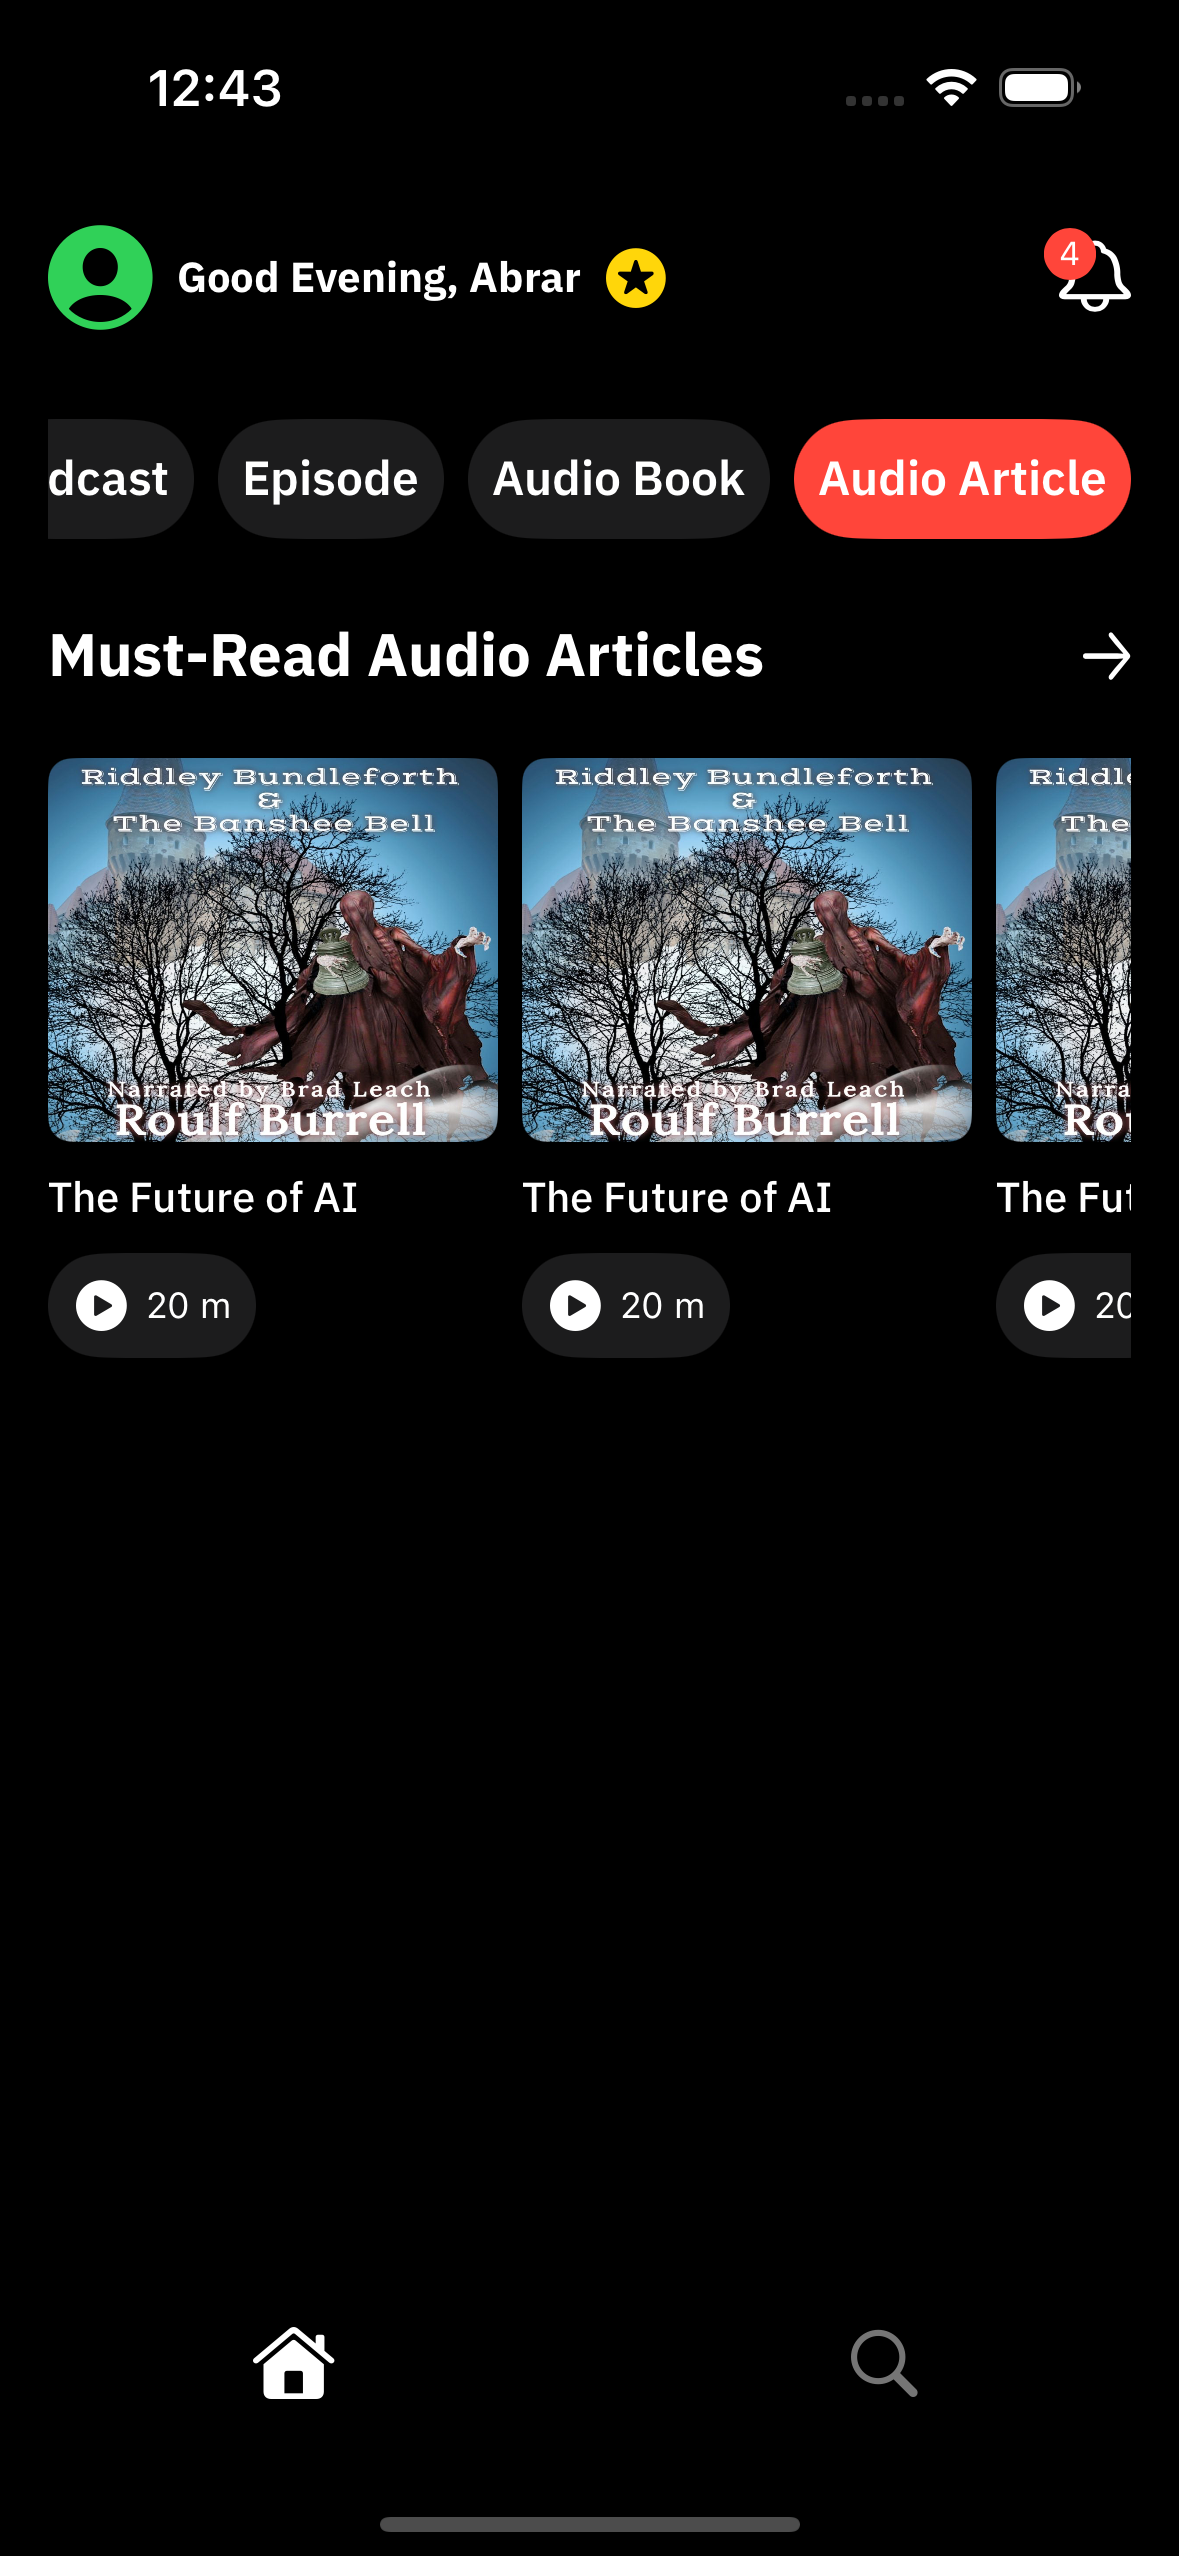 12:43
Good Evening, Abrar
4
dcast
Episode
Audio Book
Audio Article
Must-Read Audio Articles
Riddley Bundleforth
&
The Banshee Bell
Narrated by Brad Leach
Roulf Burrell
Riddley Bundleforth
&
The Banshee Bell
Narrated by Brad Leach
Roulf Burrell
Riddle
The
Narra
Ro
The Future of AI
The Future of AI
The Fut
20 m
20 m
20